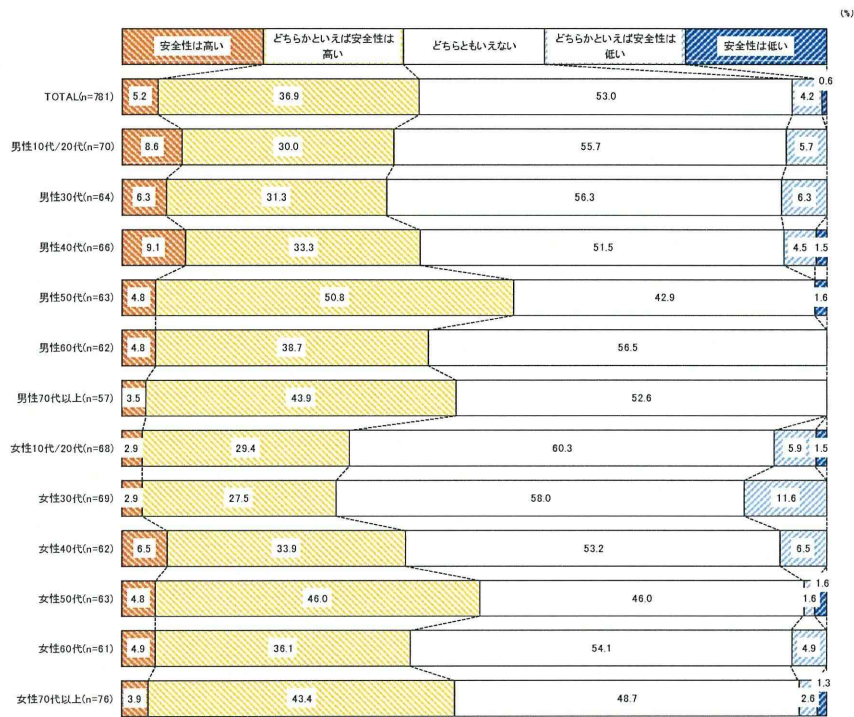 (%)
安全性は高い
どちらかといえば安全性は
高い
どちらともいえない
どちらかといえば安全性は
低い
安全性は低い
TOTAL(n=781) 5.2 36.9 53.0 4.2 0.6
男性10代/20代(n=70) 8.6 30.0 55.7 5.7
男性30代(n=64) 6.3 31.3 56.3 6.3
男性40代(n=66) 9.1 33.3 51.5 4.5 1.5
男性50代(n=63) 4.8 50.8 42.9 1.6
男性60代(n=62) 4.8 38.7 56.5
男性70代以上(n=57) 3.5 43.9 52.6
女性10代/20代(n=68) 2.9 29.4 60.3 5.9 1.5
女性30代(n=69) 2.9 27.5 58.0 11.6
女性40代(n=62) 6.5 33.9 53.2 6.5
女性50代(n=63) 4.8 46.0 46.0 1.6 1.6
女性60代(n=61) 4.9 36.1 54.1 4.9
女性70代以上(n=76) 3.9 43.4 48.7 2.6 1.3